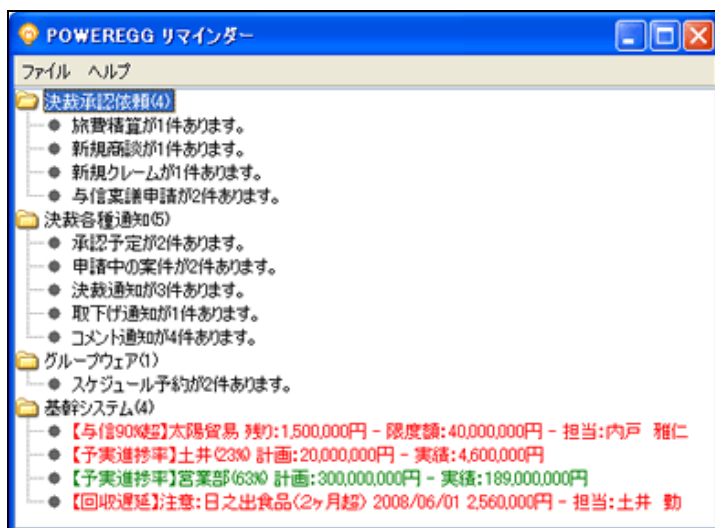 POWEREGG リマインダー
ファイル ヘルプ
決裁承認依頼(4)
旅費精算が1件あります。
新規商談が1件あります。
新規クレームが1件あります。
与信稟議申請が2件あります。
決裁各種通知(5)
承認予定が2件あります。
申請中の案件が2件あります。
決裁通知が3件あります。
取下げ通知が1件あります。
コメント通知が4件あります。
グループウェア(1)
スケジュール予約が2件あります。
基幹システム(4)
【与信90%超】太陽貿易 残り:1,500,000円 - 限度額:40,000,000円 - 担当:内戸 雅仁
【予実進捗率】土井(23%) 計画:20,000,000円 - 実績:4,600,000円
【予実進捗率】営業部(63%) 計画:300,000,000円 - 実績:189,000,000円
【回収遅延】注意:日之出食品(2ヶ月超) 2008/06/01 2,560,000円 - 担当:土井 勤